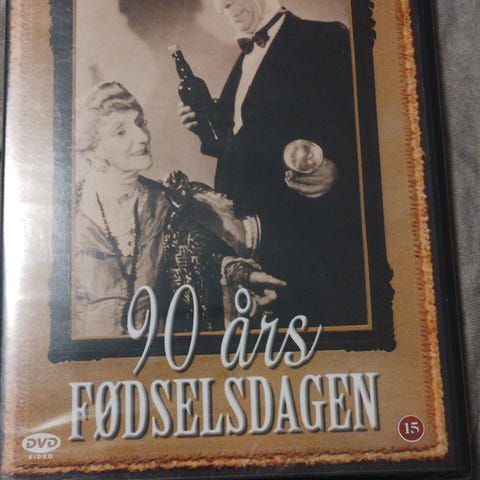 90 års
FØDSELSDAGEN
DVD
VIDEO
15